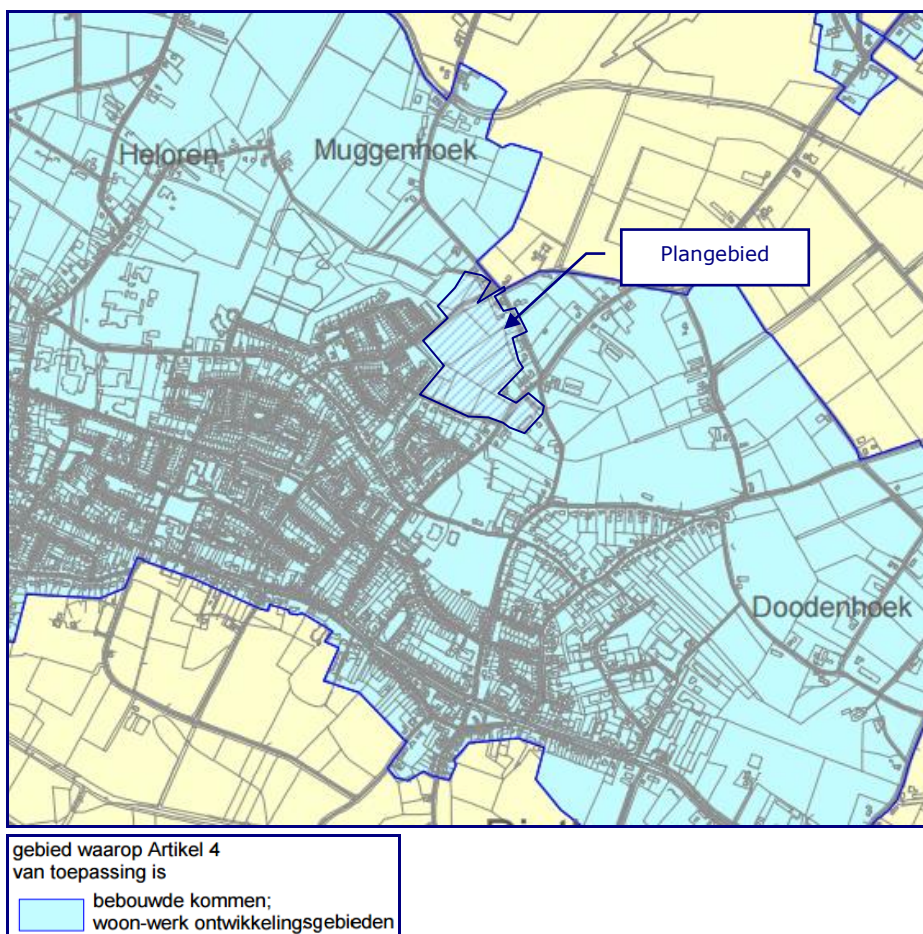 Heloren
Muggenhoek
Plangebied
Doodenhoek
gebied waarop Artikel 4
van toepassing is
bebouwde kommen;
woon-werk ontwikkelingsgebieden